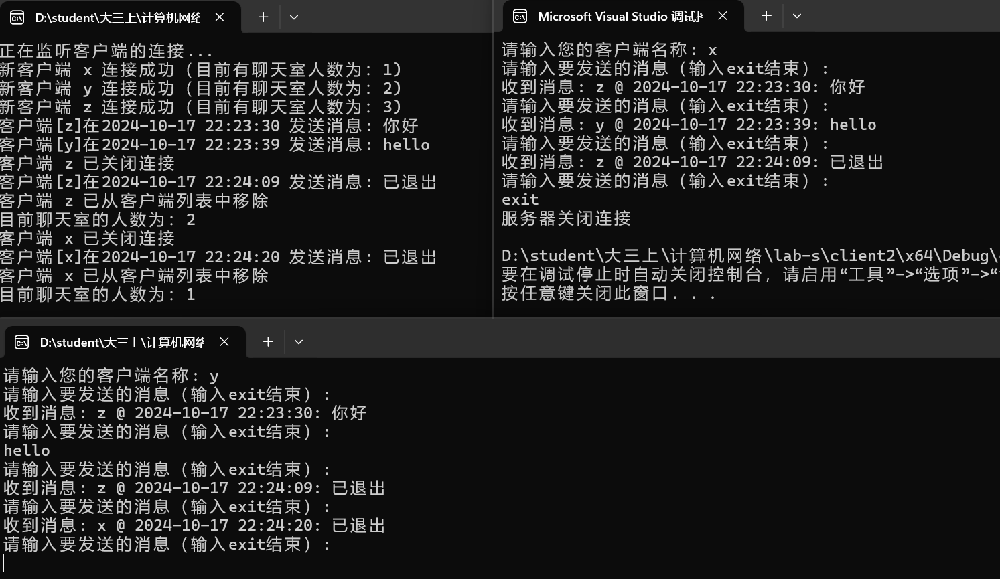 D:\student\大三上\计算机网络
正在监听客户端的连接...
新客户端 x 连接成功（目前有聊天室人数为：1）
新客户端 y 连接成功（目前有聊天室人数为：2）
新客户端 z 连接成功（目前有聊天室人数为：3）
客户端[z]在2024-10-17 22:23:30 发送消息：你好
客户端[y]在2024-10-17 22:23:39 发送消息：hello
客户端 z 已关闭连接
客户端[z]在2024-10-17 22:24:09 发送消息：已退出
客户端 z 已从客户端列表中移除
目前聊天室的人数为：2
客户端 x 已关闭连接
客户端[x]在2024-10-17 22:24:20 发送消息：已退出
客户端 x 已从客户端列表中移除
目前聊天室的人数为：1
Microsoft Visual Studio 调试
请输入您的客户端名称：x
请输入要发送的消息（输入exit结束）：
收到消息：z @ 2024-10-17 22:23:30：你好
请输入要发送的消息（输入exit结束）：
收到消息：y @ 2024-10-17 22:23:39：hello
请输入要发送的消息（输入exit结束）：
收到消息：z @ 2024-10-17 22:24:09：已退出
请输入要发送的消息（输入exit结束）：
exit
服务器关闭连接
D:\student\大三上\计算机网络\lab-s\client2\x64\Debug\
要在调试停止时自动关闭控制台，请启用“工具”->“选项”->“
按任意键关闭此窗口. . .
D:\student\大三上\计算机网络
请输入您的客户端名称：y
请输入要发送的消息（输入exit结束）：
收到消息：z @ 2024-10-17 22:23:30：你好
请输入要发送的消息（输入exit结束）：
hello
请输入要发送的消息（输入exit结束）：
收到消息：z @ 2024-10-17 22:24:09：已退出
请输入要发送的消息（输入exit结束）：
收到消息：x @ 2024-10-17 22:24:20：已退出
请输入要发送的消息（输入exit结束）：